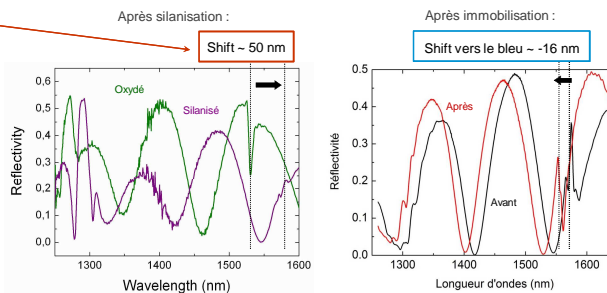 Après silanisation :
Shift ~ 50 nm
Oxydé
Silanisé
Reflectivity
0,6
0,5
0,4
0,3
0,2
0,1
0,0
1300
1400
1500
1600
Wavelength (nm)
Après immobilisation :
Shift vers le bleu ~ -16 nm
Après
Avant
Réflectivité
0,5
0,4
0,3
0,2
0,1
0,0
1300
1400
1500
1600
Longueur d'ondes (nm)